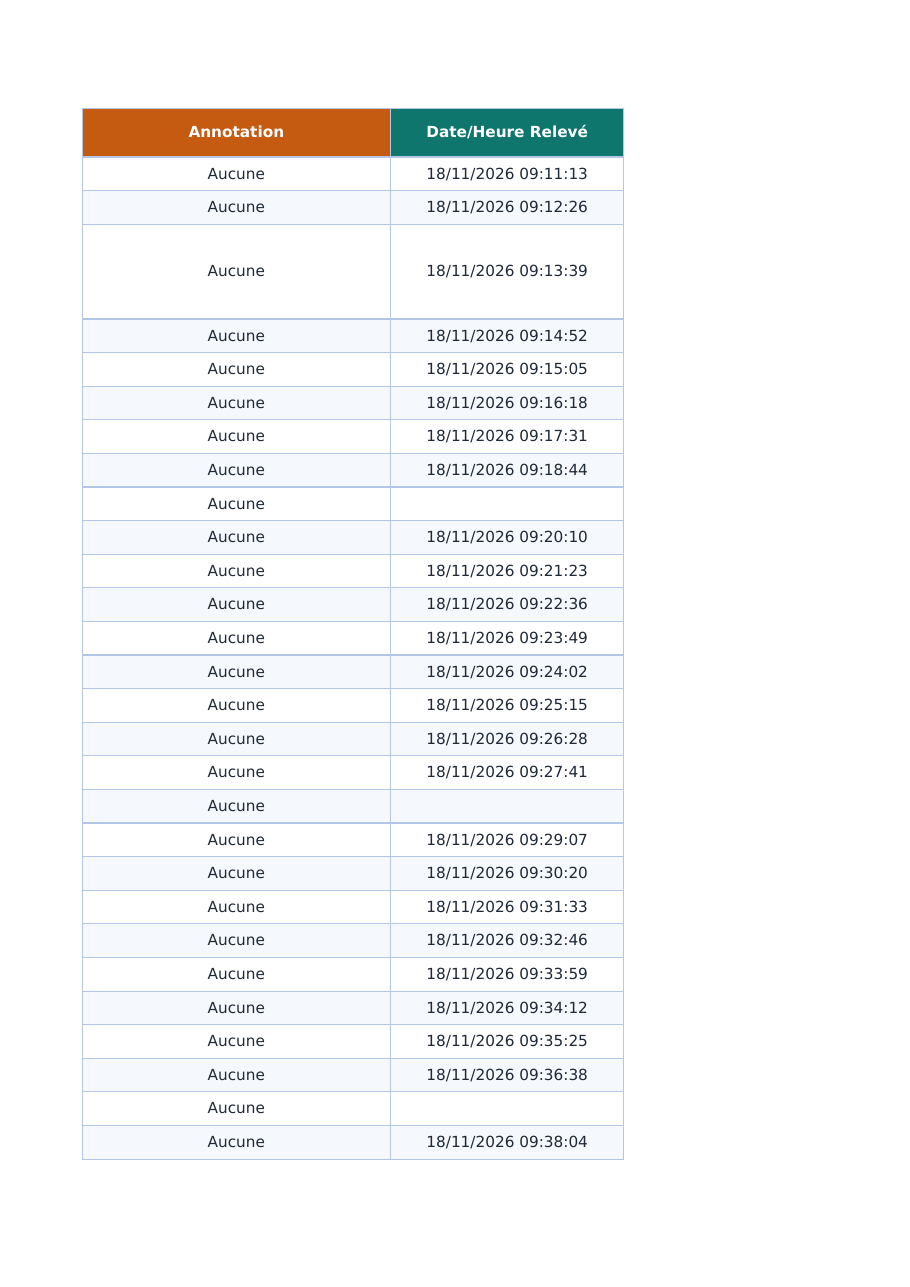 Annotation Date/Heure Relevé
Aucune 18/11/2026 09:11:13
Aucune 18/11/2026 09:12:26
Aucune 18/11/2026 09:13:39
Aucune 18/11/2026 09:14:52
Aucune 18/11/2026 09:15:05
Aucune 18/11/2026 09:16:18
Aucune 18/11/2026 09:17:31
Aucune 18/11/2026 09:18:44
Aucune
Aucune 18/11/2026 09:20:10
Aucune 18/11/2026 09:21:23
Aucune 18/11/2026 09:22:36
Aucune 18/11/2026 09:23:49
Aucune 18/11/2026 09:24:02
Aucune 18/11/2026 09:25:15
Aucune 18/11/2026 09:26:28
Aucune 18/11/2026 09:27:41
Aucune
Aucune 18/11/2026 09:29:07
Aucune 18/11/2026 09:30:20
Aucune 18/11/2026 09:31:33
Aucune 18/11/2026 09:32:46
Aucune 18/11/2026 09:33:59
Aucune 18/11/2026 09:34:12
Aucune 18/11/2026 09:35:25
Aucune 18/11/2026 09:36:38
Aucune
Aucune 18/11/2026 09:38:04